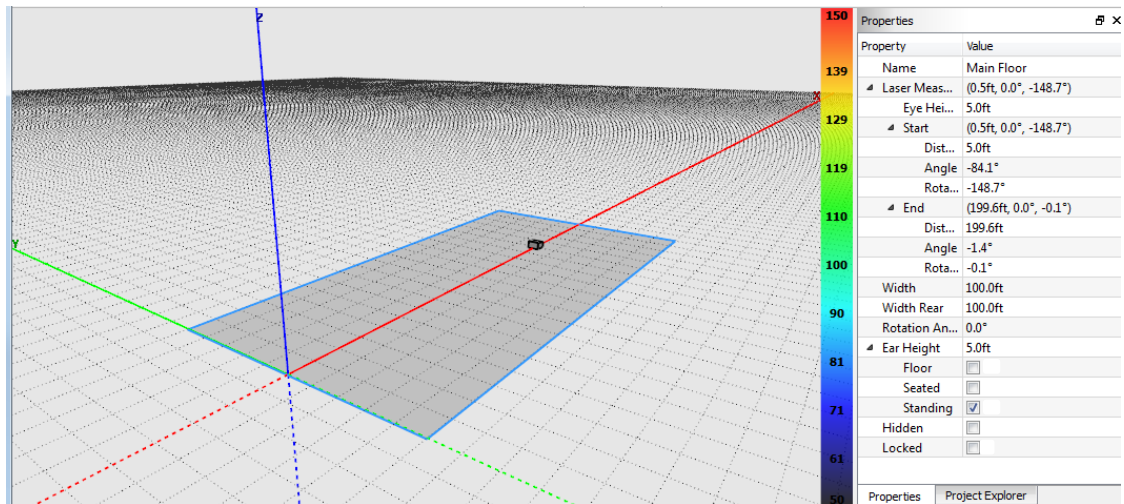 Z
X
Y
150
139
129
119
110
100
90
81
71
61
50
Properties
Property Value
Name Main Floor
Laser Meas... (0.5ft, 0.0°, -148.7°)
Eye Hei... 5.0ft
Start (0.5ft, 0.0°, -148.7°)
Dist... 5.0ft
Angle -84.1°
Rota... -148.7°
End (199.6ft, 0.0°, -0.1°)
Dist... 199.6ft
Angle -1.4°
Rota... -0.1°
Width 100.0ft
Width Rear 100.0ft
Rotation An... 0.0°
Ear Height 5.0ft
Floor
Seated
Standing
Hidden
Locked
Properties Project Explorer